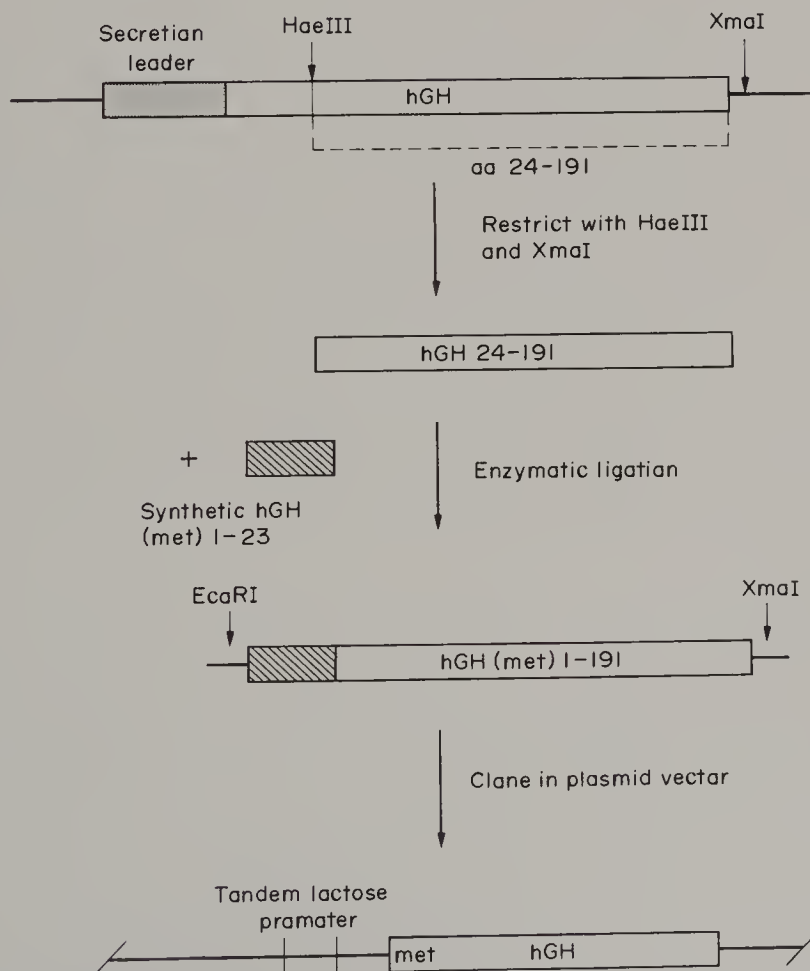 HaeIII
XmaI
Secretian
leader
hGH
aa 24-191
Restrict with HaeIII
and XmaI
hGH 24-191
+
Enzymatic ligatian
Synthetic hGH
(met) 1-23
EcaRI
XmaI
hGH (met) 1-191
Clane in plasmid vectar
Tandem lactose
pramater
met hGH